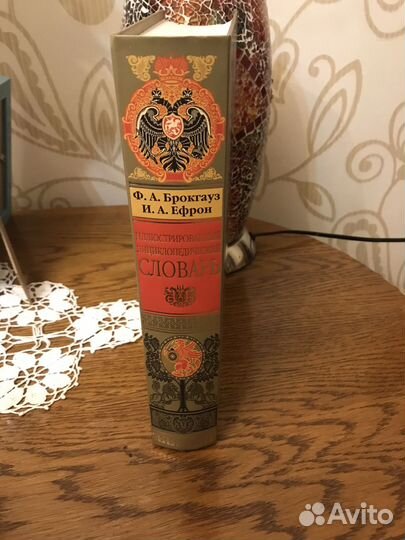 Ф. А. Брокгауз
И. А. Ефрон
ИЛЛЮСТРИРОВАННЫЙ
ЭНЦИКЛОПЕДИЧЕСКИЙ
СЛОВАРЬ
Avito